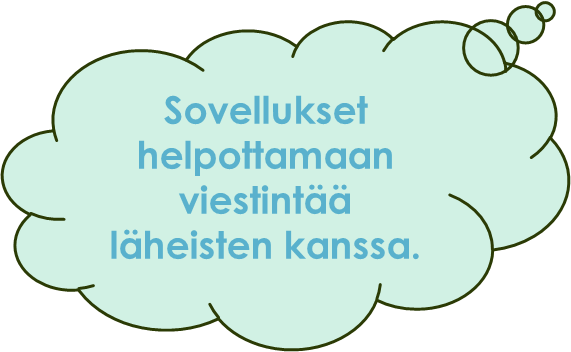 Sovellukset
helpottamaan
viestintää
läheisten kanssa.